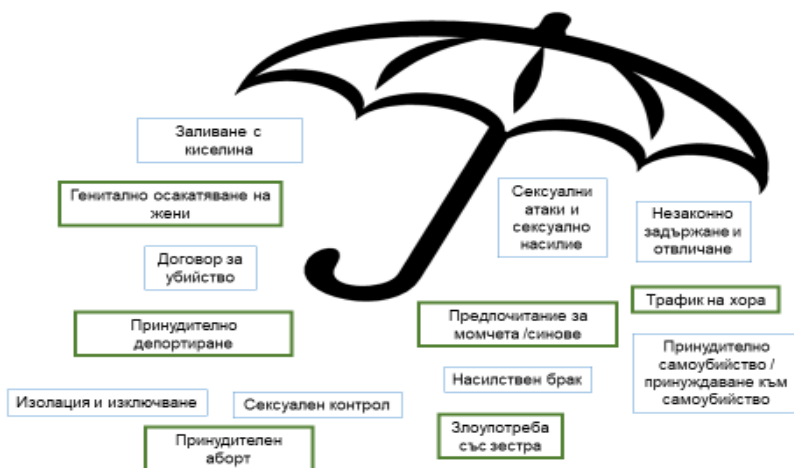 Заливане с
киселина
Генитално осакатяване на
жени
Договор за
убийство
Принудително
депортиране
Изолация и изключване
Сексуален контрол
Принудителен
аборт
Сексуални
атаки и
сексуално
насилие
Незаконно
задържане и
отвличане
Предпочитание за
момчета /синове
Трафик на хора
Насилствен брак
Принудително
самоубийство /
принуждаване към
самоубийство
Злоупотреба
със зестра